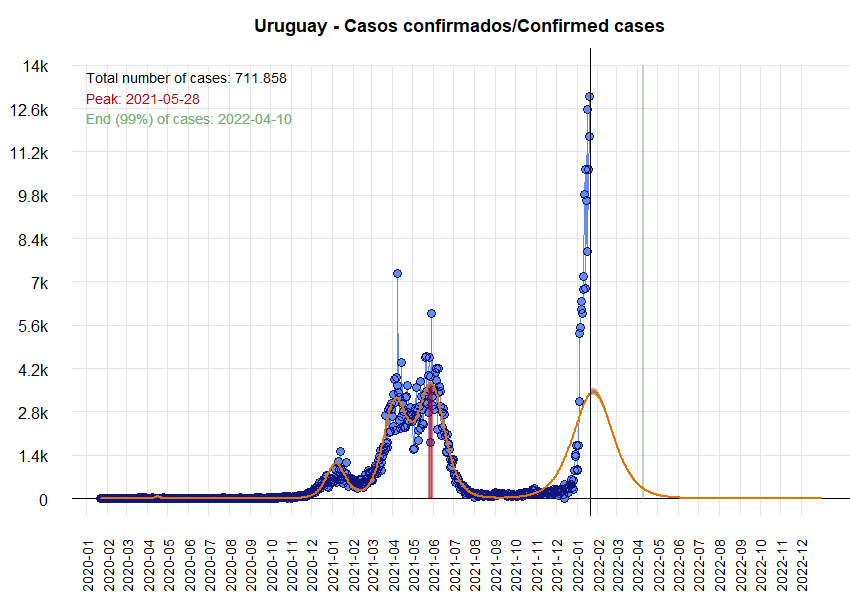 Uruguay - Casos confirmados/Confirmed cases
14k
Total number of cases: 711.858
Peak: 2021-05-28
End (99%) of cases: 2022-04-10
12.6k
11.2k
9.8k
8.4k
7k
5.6k
4.2k
2.8k
1.4k
0
2020-01
2020-02
2020-03
2020-04
2020-05
2020-06
2020-07
2020-08
2020-09
2020-10
2020-11
2020-12
2021-01
2021-02
2021-03
2021-04
2021-05
2021-06
2021-07
2021-08
2021-09
2021-10
2021-11
2021-12
2022-01
2022-02
2022-03
2022-04
2022-05
2022-06
2022-07
2022-08
2022-09
2022-10
2022-11
2022-12